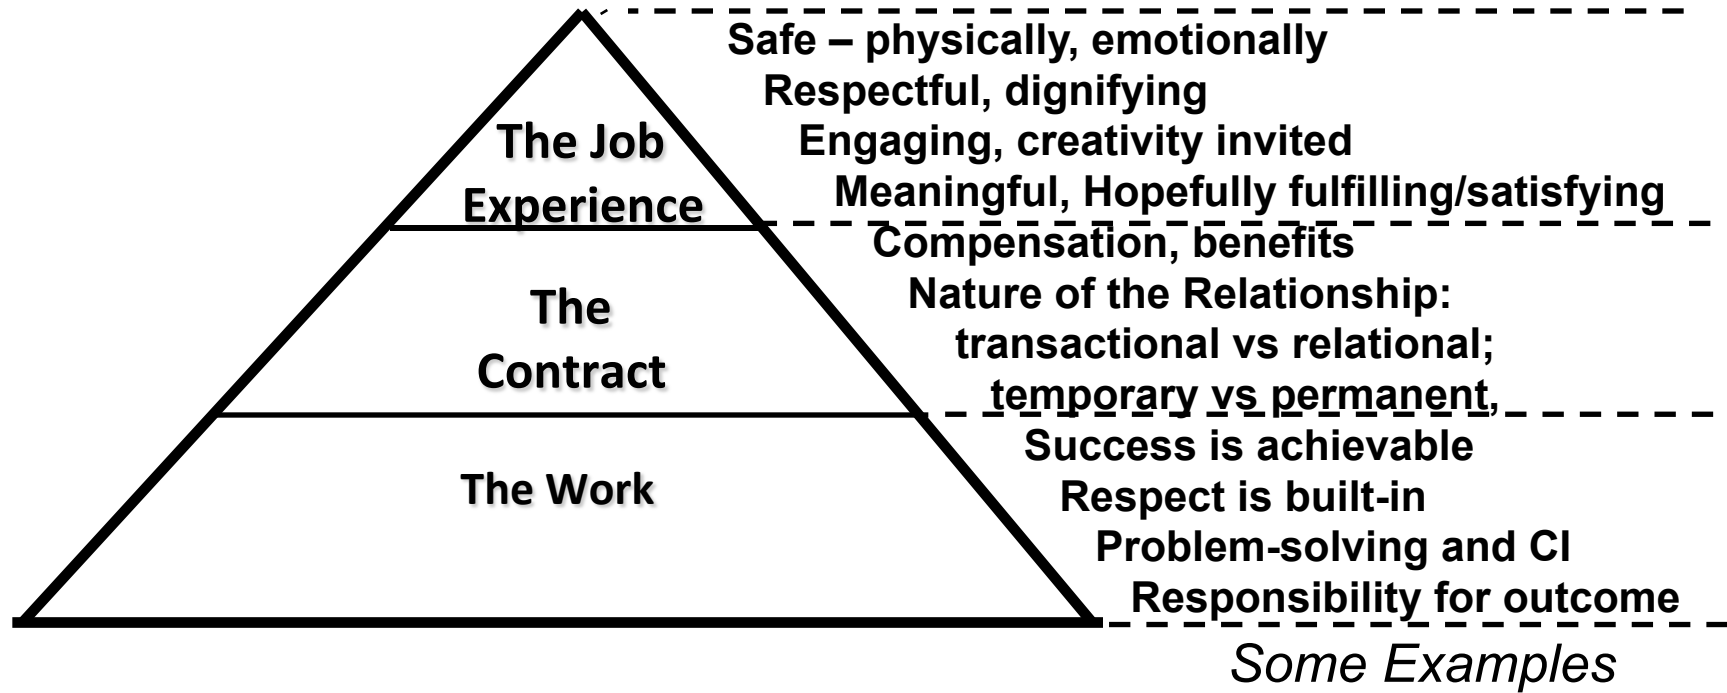 The Job
Experience
The
Contract
The Work
Safe – physically, emotionally
Respectful, dignifying
Engaging, creativity invited
Meaningful, Hopefully fulfilling/satisfying
Compensation, benefits
Nature of the Relationship:
transactional vs relational;
temporary vs permanent,
Success is achievable
Respect is built-in
Problem-solving and CI
Responsibility for outcome
Some Examples